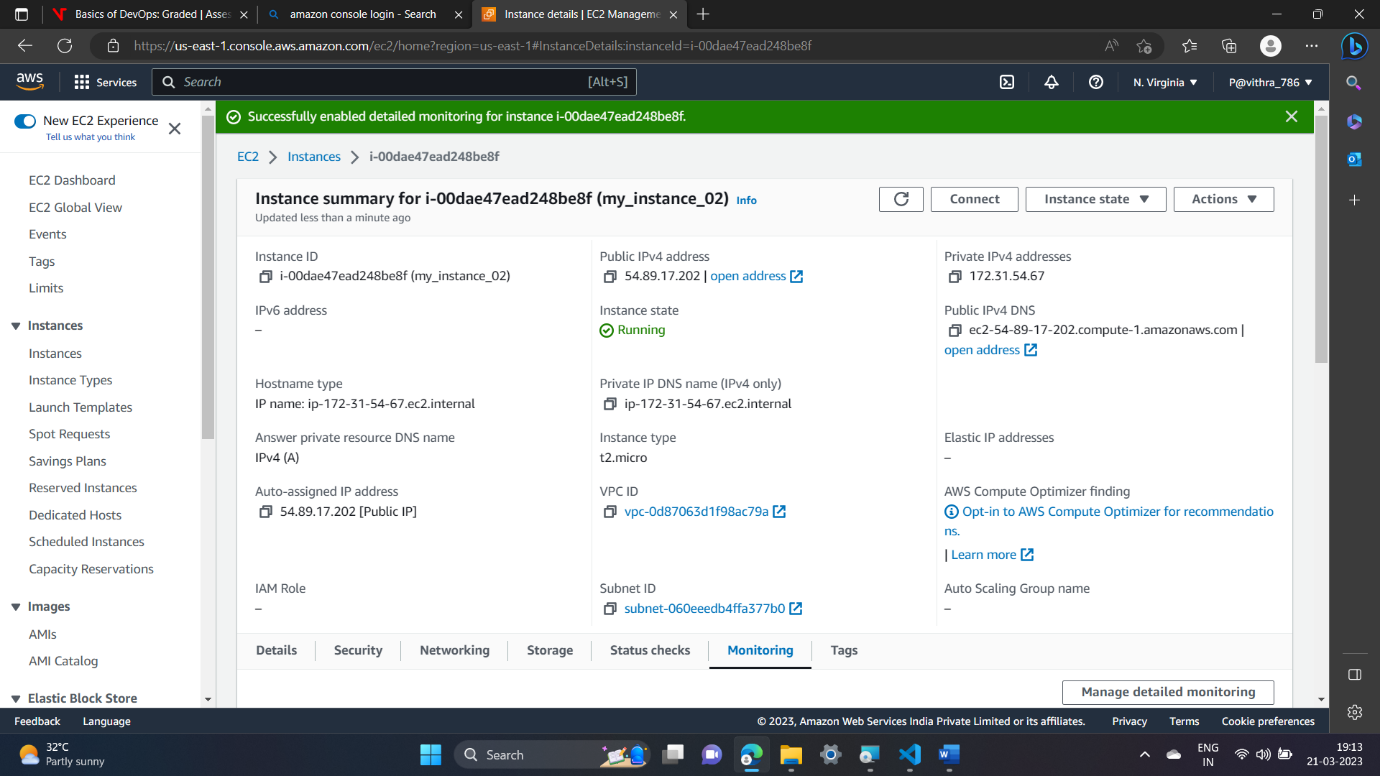 Basics of DevOps: Graded | Asses
amazon console login - Search
Instance details | EC2 Manageme
https://us-east-1.console.aws.amazon.com/ec2/home?region=us-east-1#InstanceDetails:instanceId=i-00dae47ead248be8f
aws
Services
Search
[Alt+S]
N. Virginia
P@vithra_786
New EC2 Experience
Tell us what you think
EC2 Dashboard
EC2 Global View
Events
Tags
Limits
Instances
Instances
Instance Types
Launch Templates
Spot Requests
Savings Plans
Reserved Instances
Dedicated Hosts
Scheduled Instances
Capacity Reservations
Images
AMIs
AMI Catalog
Elastic Block Store
Successfully enabled detailed monitoring for instance i-00dae47ead248be8f.
EC2 > Instances > i-00dae47ead248be8f
Instance summary for i-00dae47ead248be8f (my_instance_02) Info
Updated less than a minute ago
Connect
Instance state
Actions
Instance ID
i-00dae47ead248be8f (my_instance_02)
Public IPv4 address
54.89.17.202 | open address
Private IPv4 addresses
172.31.54.67
IPv6 address
–
Instance state
Running
Public IPv4 DNS
ec2-54-89-17-202.compute-1.amazonaws.com |
open address
Hostname type
IP name: ip-172-31-54-67.ec2.internal
Private IP DNS name (IPv4 only)
ip-172-31-54-67.ec2.internal
Answer private resource DNS name
IPv4 (A)
Instance type
t2.micro
Elastic IP addresses
–
Auto-assigned IP address
54.89.17.202 [Public IP]
VPC ID
vpc-0d87063d1f98ac79a
AWS Compute Optimizer finding
Opt-in to AWS Compute Optimizer for recommendatio
ns.
| Learn more
IAM Role
–
Subnet ID
subnet-060eeedb4ffa377b0
Auto Scaling Group name
–
Details
Security
Networking
Storage
Status checks
Monitoring
Tags
Manage detailed monitoring
Feedback
Language
© 2023, Amazon Web Services India Private Limited or its affiliates.
Privacy
Terms
Cookie preferences
32°C
Partly sunny
Search
ENG
IN
19:13
21-03-2023